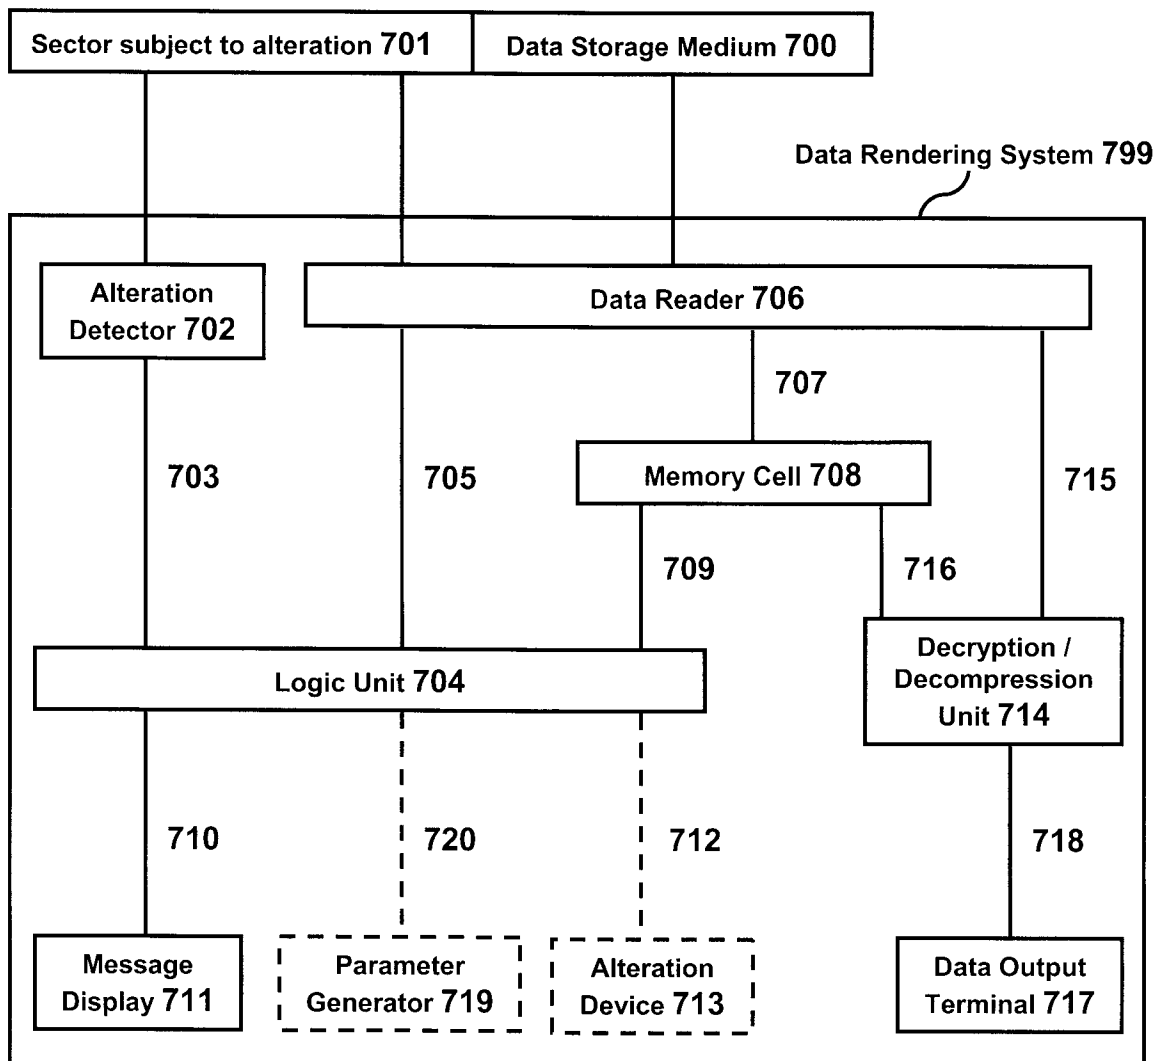 Sector subject to alteration 701
Data Storage Medium 700
Data Rendering System 799
Alteration
Detector 702
Data Reader 706
707
703
705
Memory Cell 708
715
709
716
Logic Unit 704
Decryption /
Decompression
Unit 714
710
720
712
718
Message
Display 711
Parameter
Generator 719
Alteration
Device 713
Data Output
Terminal 717